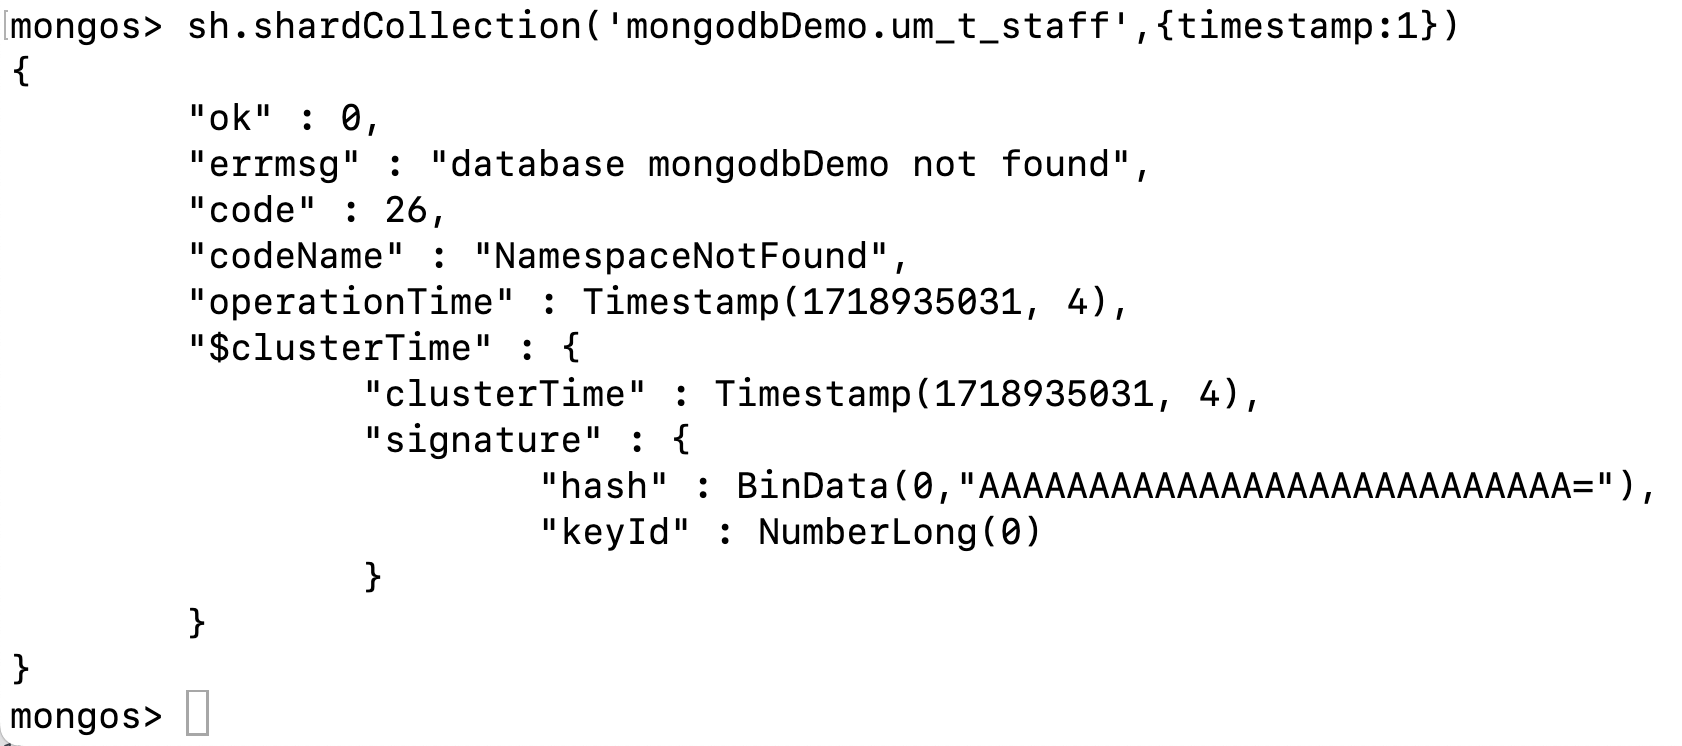 mongos> sh.shardCollection('mongodbDemo.um_t_staff',{timestamp:1})
{
        "ok" : 0,
        "errmsg" : "database mongodbDemo not found",
        "code" : 26,
        "codeName" : "NamespaceNotFound",
        "operationTime" : Timestamp(1718935031, 4),
        "$clusterTime" : {
                "clusterTime" : Timestamp(1718935031, 4),
                "signature" : {
                        "hash" : BinData(0,"AAAAAAAAAAAAAAAAAAAAAAAAAAA="),
                        "keyId" : NumberLong(0)
                }
        }
}
mongos>